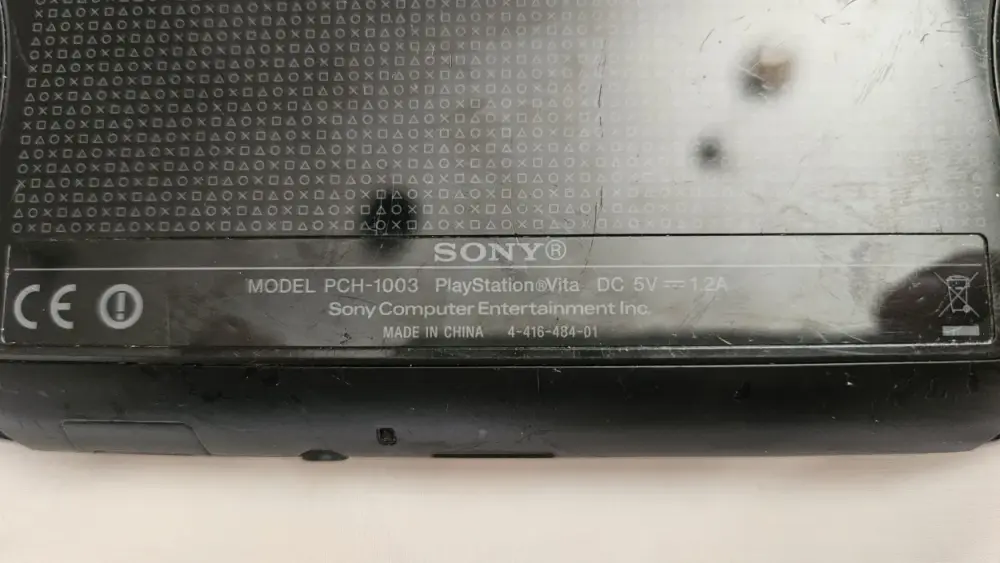 SONY®
MODEL PCH-1003 PlayStation®Vita DC 5V⎓1.2A
Sony Computer Entertainment Inc.
MADE IN CHINA 4-416-484-01
CE